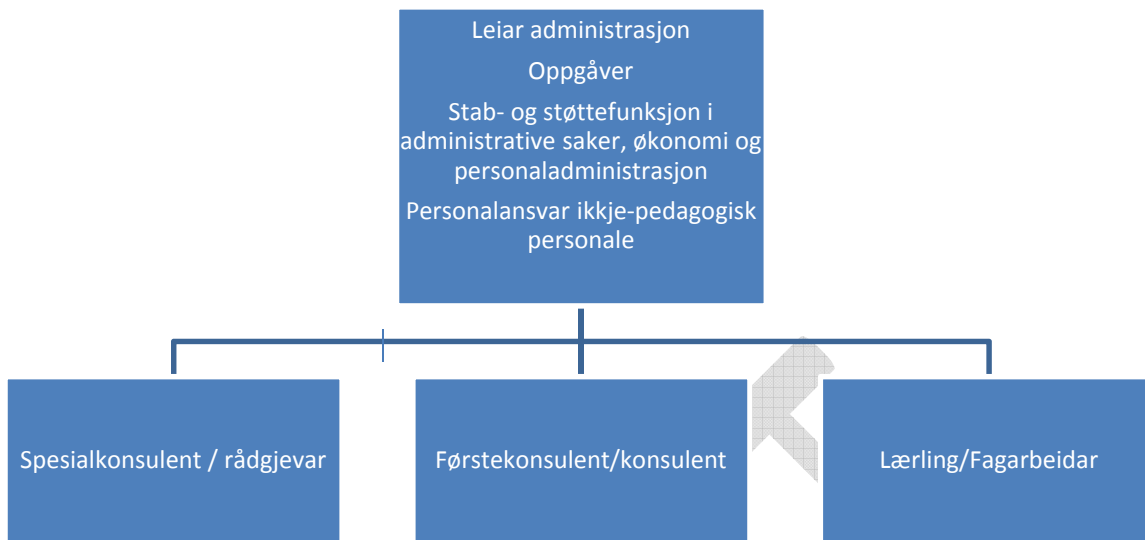 Leiar administrasjon
Oppgåver
Stab- og støttefunksjon i
administrative saker, økonomi og
personaladministrasjon
Personalansvar ikkje-pedagogisk
personale
Spesialkonsulent / rådgjevar
Førstekonsulent/konsulent
Lærling/Fagarbeidar